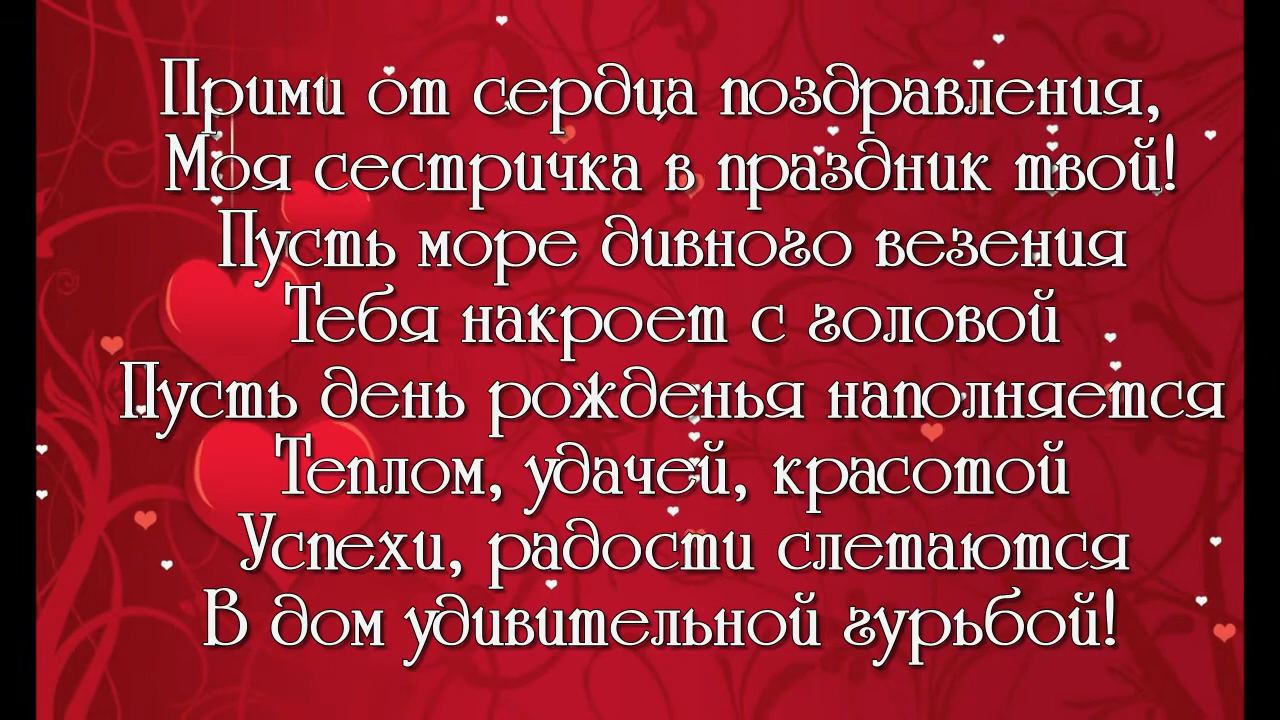 Прими от сердца поздравления,
Моя сестричка в праздник твой!
Пусть море дивного везения
Тебя накроет с головой
Пусть день рожденья наполняется
Теплом, удачей, красотой
Успехи, радости слетаются
В дом удивительной гурьбой!